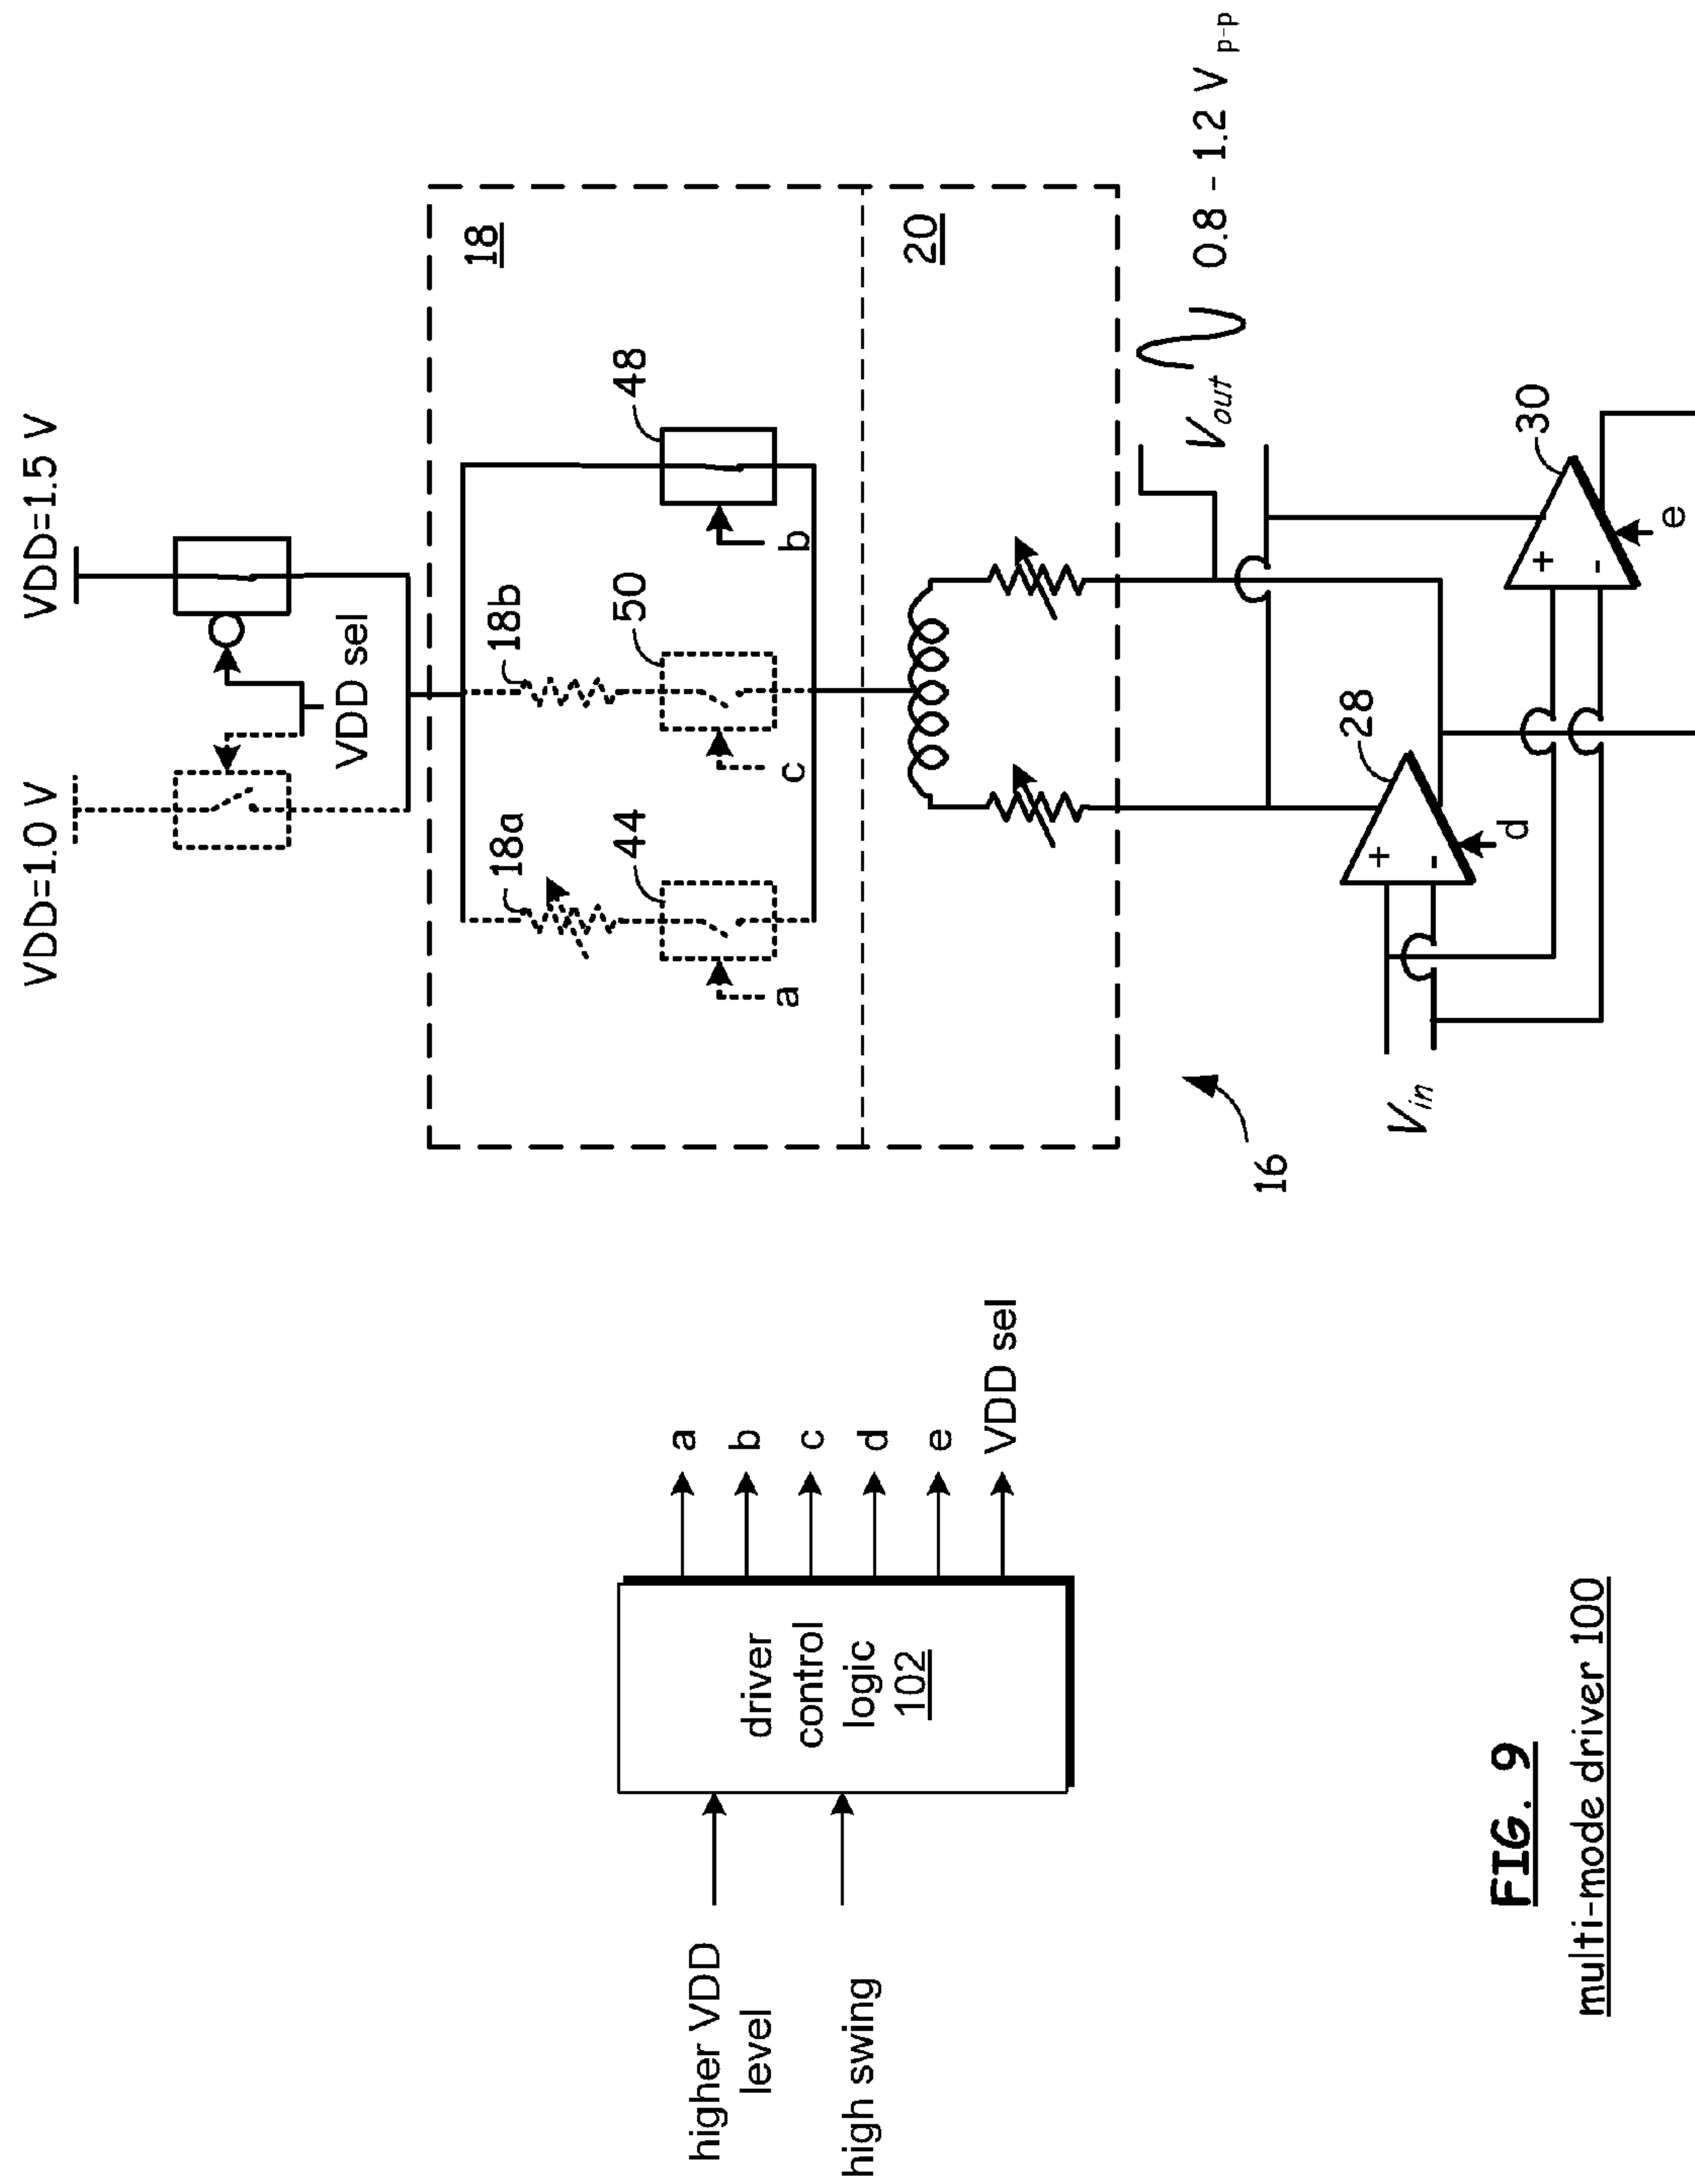 VDD=1.0 V
VDD=1.5 V
VDD sel
18
18a
18b
44
50
48
a
c
b
20
higher VDD
level
high swing
driver
control
logic
102
a
b
c
d
e
VDD sel
16
Vout
0.8 - 1.2 V p-p
Vin
+
-
28
d
+
-
30
e
FIG. 9
multi-mode driver 100